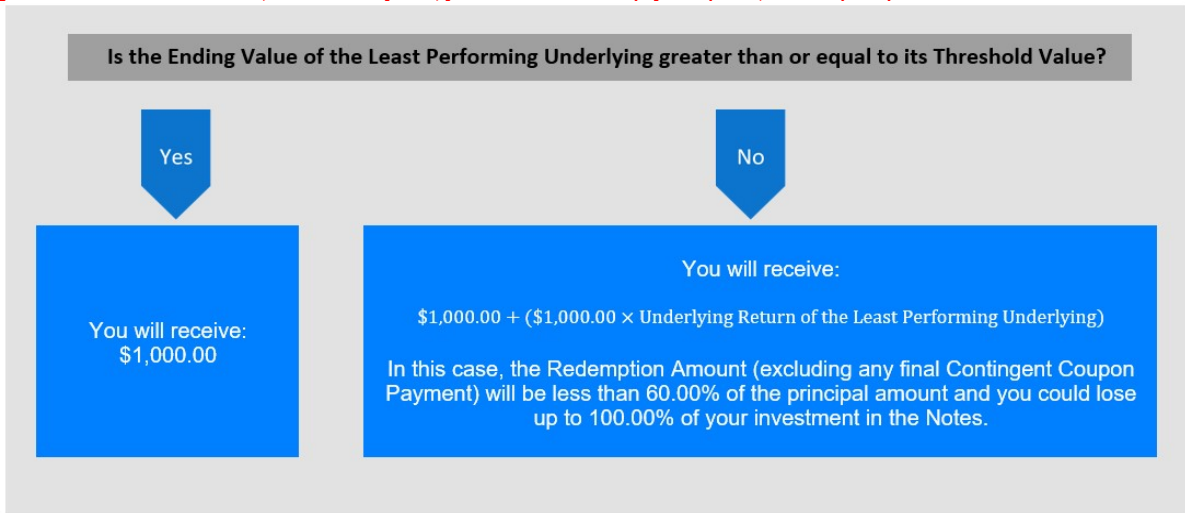 Is the Ending Value of the Least Performing Underlying greater than or equal to its Threshold Value?
Yes
No
You will receive:
$1,000.00
You will receive:
$1,000.00 + ($1,000.00 × Underlying Return of the Least Performing Underlying)
In this case, the Redemption Amount (excluding any final Contingent Coupon
Payment) will be less than 60.00% of the principal amount and you could lose
up to 100.00% of your investment in the Notes.